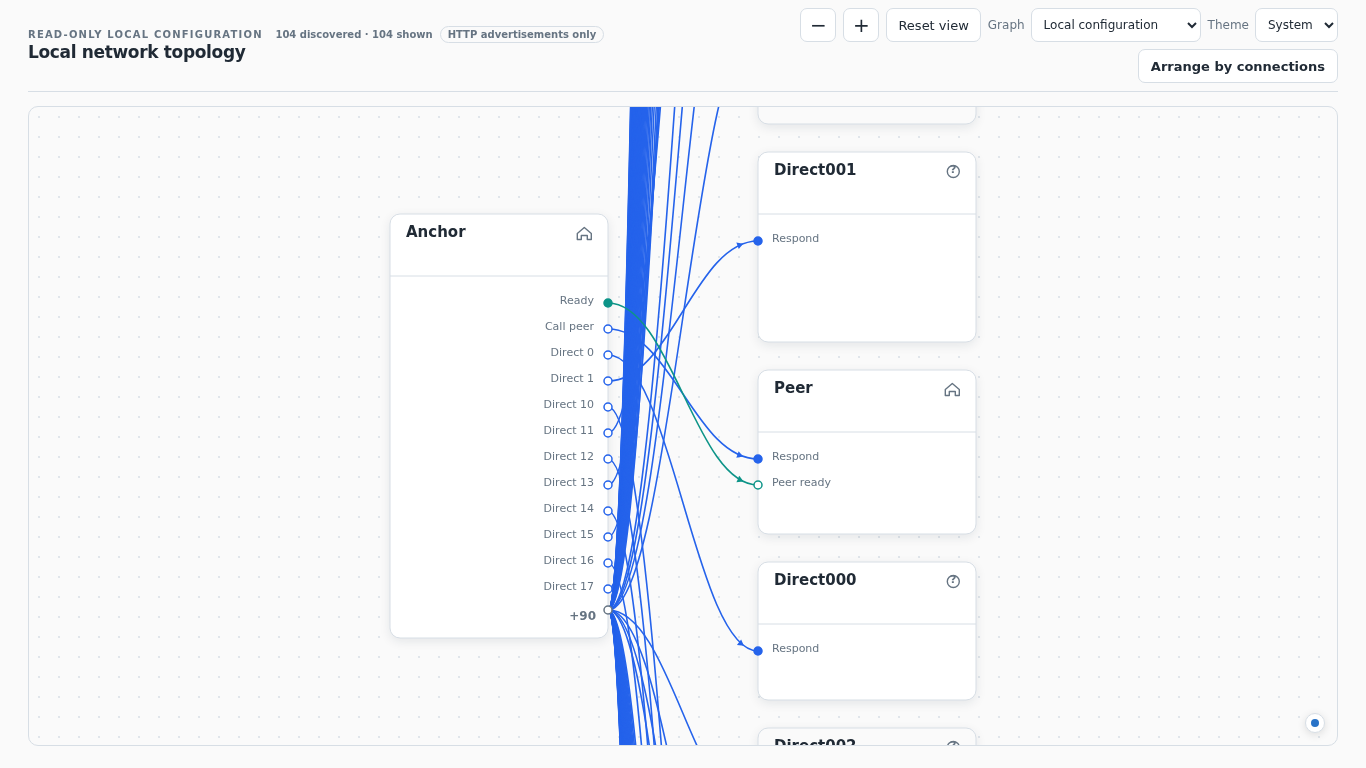 READ-ONLY LOCAL CONFIGURATION 104 discovered · 104 shown HTTP advertisements only
Local network topology
− + Reset view Graph Local configuration Theme System
Arrange by connections
Direct001
?
Respond
Anchor
Ready
Call peer
Direct 0
Direct 1
Direct 10
Direct 11
Direct 12
Direct 13
Direct 14
Direct 15
Direct 16
Direct 17
+90
Peer
Respond
Peer ready
Direct000
?
Respond
Direct002
?